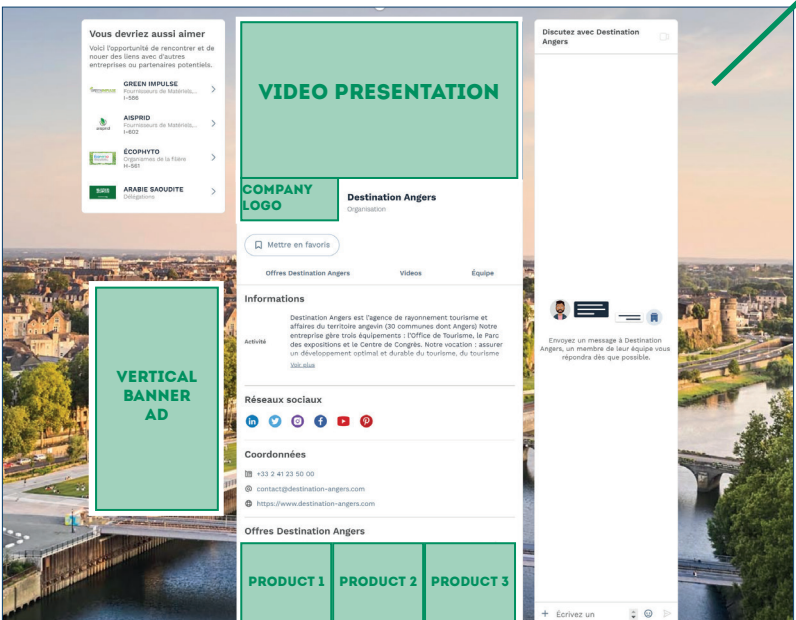 Vous devriez aussi aimer
Voici l'opportunité de rencontrer et de
nouer des liens avec d'autres
entreprises ou partenaires potentiels.
GREEN IMPULSE
Fournisseurs de Matériels,...
I-586
AISPRID
Fournisseurs de Matériels,...
I-602
aisprid
ÉCOPHYTO
Organismes de la filière
H-561
ARABIE SAOUDITE
Délégations
VERTICAL
BANNER
AD
VIDEO PRESENTATION
COMPANY
LOGO
Destination Angers
Organisation
Mettre en favoris
Offres Destination Angers Videos Équipe
Informations
Activité
Destination Angers est l'agence de rayonnement tourisme et
affaires du territoire angevin (30 communes dont Angers) Notre
entreprise gère trois équipements : l'Office de Tourisme, le Parc
des expositions et le Centre de Congrès. Notre vocation : assurer
un développement optimal et durable du tourisme, du tourisme
Voir plus
Réseaux sociaux
Coordonnées
+33 2 41 23 50 00
contact@destination-angers.com
https://www.destination-angers.com
Offres Destination Angers
PRODUCT 1 PRODUCT 2 PRODUCT 3
Discutez avec Destination
Angers
Envoyez un message à Destination
Angers, un membre de leur équipe vous
répondra dès que possible.
+ Écrivez un